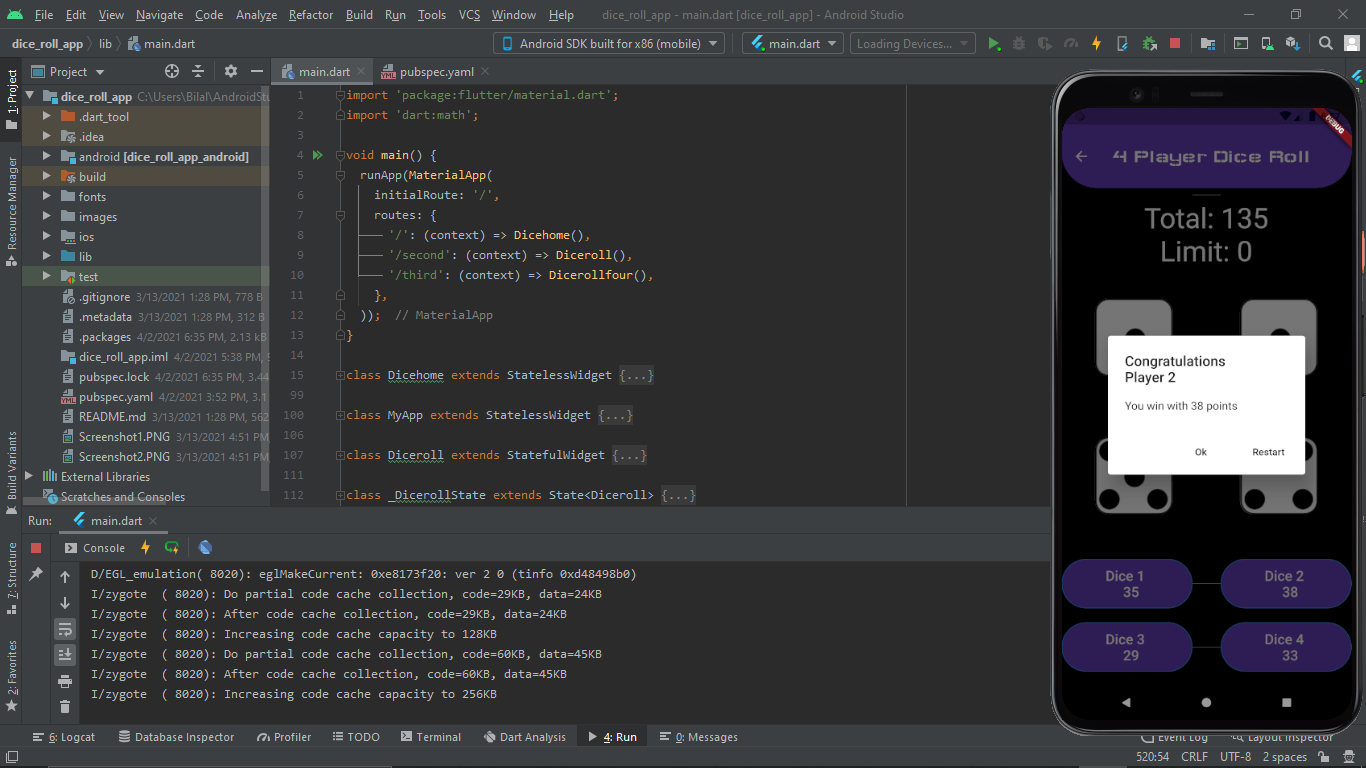 File Edit View Navigate Code Analyze Refactor Build Run Tools VCS Window Help dice_roll_app - main.dart [dice_roll_app] - Android Studio
dice_roll_app lib main.dart Android SDK built for x86 (mobile) main.dart Loading Devices...
Project main.dart pubspec.yaml
1: Project
Resource Manager
Build Variants
7: Structure
2: Favorites
dice_roll_app C:\Users\Bilal\AndroidStu
.dart_tool
.idea
android [dice_roll_app_android]
build
fonts
images
ios
lib
test
.gitignore 3/13/2021 1:28 PM, 778 B
.metadata 3/13/2021 1:28 PM, 312 B
.packages 4/2/2021 6:35 PM, 2.13 kB
dice_roll_app.iml 4/2/2021 5:38 PM, 9
pubspec.lock 4/2/2021 6:35 PM, 3.44
pubspec.yaml 4/2/2021 3:52 PM, 3.1
README.md 3/13/2021 1:28 PM, 562
Screenshot1.PNG 3/13/2021 4:51 PM,
Screenshot2.PNG 3/13/2021 4:51 PM,
External Libraries
Scratches and Consoles
1 import 'package:flutter/material.dart';
2 import 'dart:math';
3
4 void main() {
5 runApp(MaterialApp(
6 initialRoute: '/',
7 routes: {
8 '/': (context) => Dicehome(),
9 '/second': (context) => Diceroll(),
10 '/third': (context) => Dicerollfour(),
11 },
12 )); // MaterialApp
13 }
14
15 class Dicehome extends StatelessWidget {...}
99
100 class MyApp extends StatelessWidget {...}
106
107 class Diceroll extends StatefulWidget {...}
111
112 class _DicerollState extends State<Diceroll> {...}
Run: main.dart
Console
D/EGL_emulation( 8020): eglMakeCurrent: 0xe8173f20: ver 2 0 (tinfo 0xd48498b0)
I/zygote ( 8020): Do partial code cache collection, code=29KB, data=24KB
I/zygote ( 8020): After code cache collection, code=29KB, data=24KB
I/zygote ( 8020): Increasing code cache capacity to 128KB
I/zygote ( 8020): Do partial code cache collection, code=60KB, data=45KB
I/zygote ( 8020): After code cache collection, code=60KB, data=45KB
I/zygote ( 8020): Increasing code cache capacity to 256KB
6: Logcat Database Inspector Profiler TODO Terminal Dart Analysis 4: Run 0: Messages Event Log Layout Inspector
520:54 CRLF UTF-8 2 spaces
DEBUG
4 Player Dice Roll
Total: 135
Limit: 0
Congratulations
Player 2
You win with 38 points
Ok Restart
Dice 1 Dice 2
35 38
Dice 3 Dice 4
29 33